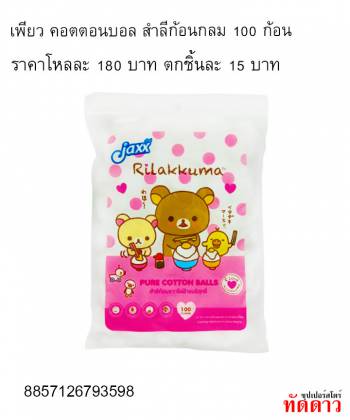 เพียว คอตตอนบอล สำลีก้อนกลม 100 ก้อน
ราคาโหลละ 180 บาท ตกชิ้นละ 15 บาท
Jaxx
Rilakkuma
PURE COTTON BALLS
100
8857126793598
ซุปเปอร์สโตร์
ทัดดาว